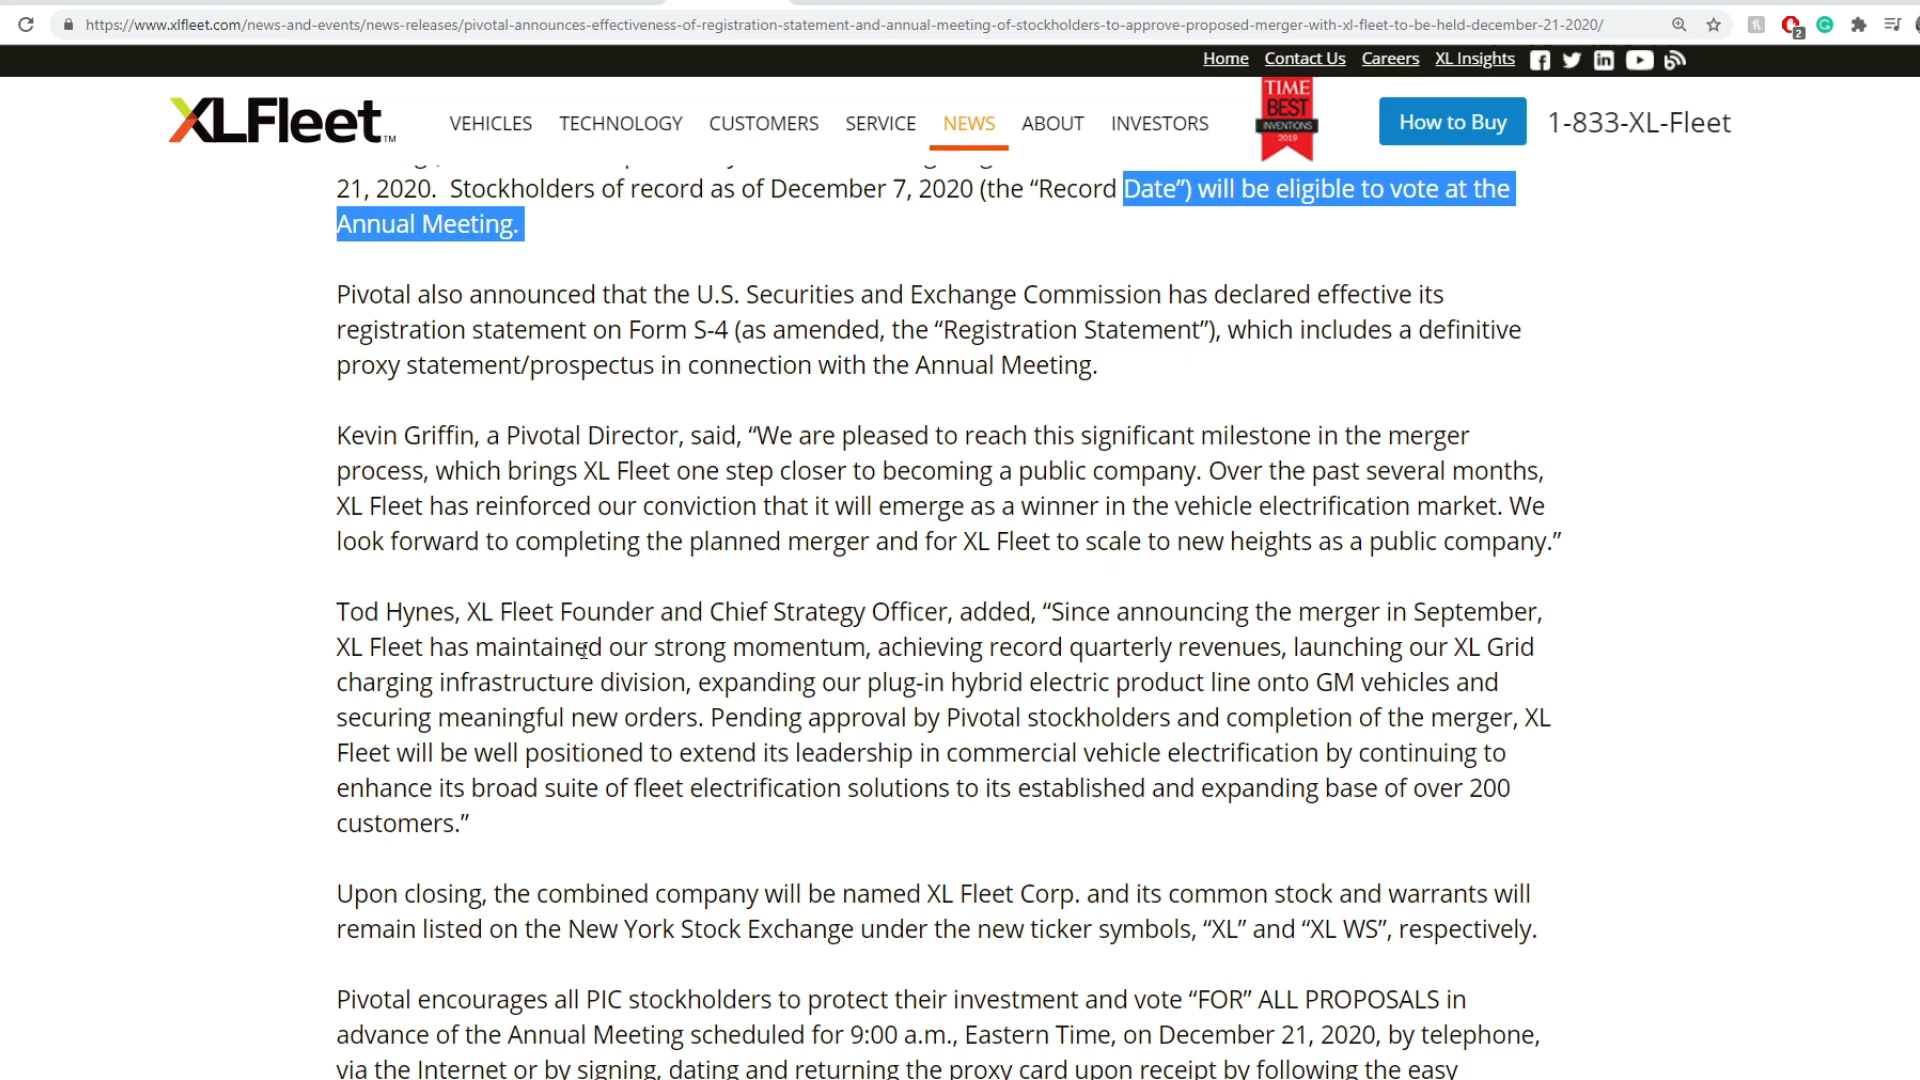 https://www.xlfleet.com/news-and-events/news-releases/pivotal-announces-effectiveness-of-registration-statement-and-annual-meeting-of-stockholders-to-approve-proposed-merger-with-xl-fleet-to-be-held-december-21-2020/
2
Home Contact Us Careers XL Insights
XLFleet™ VEHICLES TECHNOLOGY CUSTOMERS SERVICE NEWS ABOUT INVESTORS
TIME
BEST
INVENTIONS
2019
How to Buy 1-833-XL-Fleet
21, 2020. Stockholders of record as of December 7, 2020 (the “Record Date”) will be eligible to vote at the
Annual Meeting.
Pivotal also announced that the U.S. Securities and Exchange Commission has declared effective its
registration statement on Form S-4 (as amended, the “Registration Statement”), which includes a definitive
proxy statement/prospectus in connection with the Annual Meeting.
Kevin Griffin, a Pivotal Director, said, “We are pleased to reach this significant milestone in the merger
process, which brings XL Fleet one step closer to becoming a public company. Over the past several months,
XL Fleet has reinforced our conviction that it will emerge as a winner in the vehicle electrification market. We
look forward to completing the planned merger and for XL Fleet to scale to new heights as a public company.”
Tod Hynes, XL Fleet Founder and Chief Strategy Officer, added, “Since announcing the merger in September,
XL Fleet has maintained our strong momentum, achieving record quarterly revenues, launching our XL Grid
charging infrastructure division, expanding our plug-in hybrid electric product line onto GM vehicles and
securing meaningful new orders. Pending approval by Pivotal stockholders and completion of the merger, XL
Fleet will be well positioned to extend its leadership in commercial vehicle electrification by continuing to
enhance its broad suite of fleet electrification solutions to its established and expanding base of over 200
customers.”
Upon closing, the combined company will be named XL Fleet Corp. and its common stock and warrants will
remain listed on the New York Stock Exchange under the new ticker symbols, “XL” and “XL WS”, respectively.
Pivotal encourages all PIC stockholders to protect their investment and vote “FOR” ALL PROPOSALS in
advance of the Annual Meeting scheduled for 9:00 a.m., Eastern Time, on December 21, 2020, by telephone,
via the Internet or by signing, dating and returning the proxy card upon receipt by following the easy